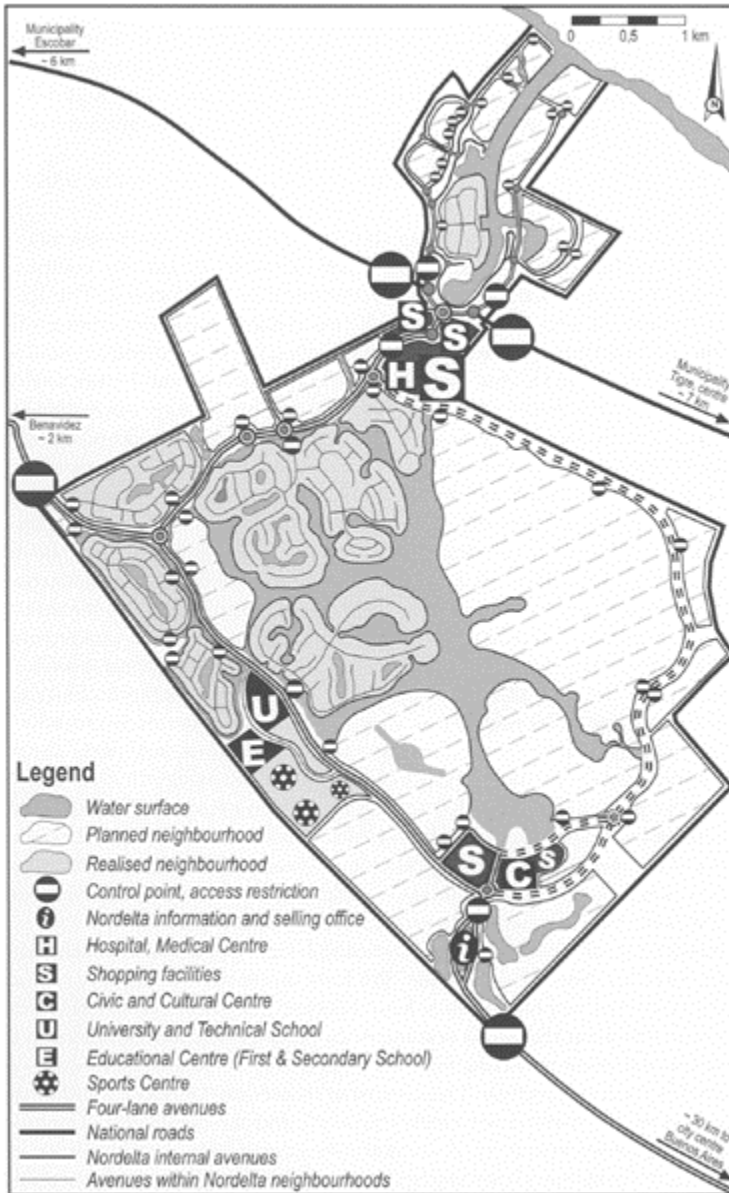 Municipality
Escobar
~ 6 km
0 0,5 1 km
N
S
S
H S
Municipality
Tigre, centre
~ 7 km
Benavidez
~ 2 km
U
E
S C S
i
~ 30 km to
city centre
Buenos Aires
Legend
Water surface
Planned neighbourhood
Realised neighbourhood
Control point, access restriction
i Nordelta information and selling office
H Hospital, Medical Centre
S Shopping facilities
C Civic and Cultural Centre
U University and Technical School
E Educational Centre (First & Secondary School)
Sports Centre
Four-lane avenues
National roads
Nordelta internal avenues
Avenues within Nordelta neighbourhoods